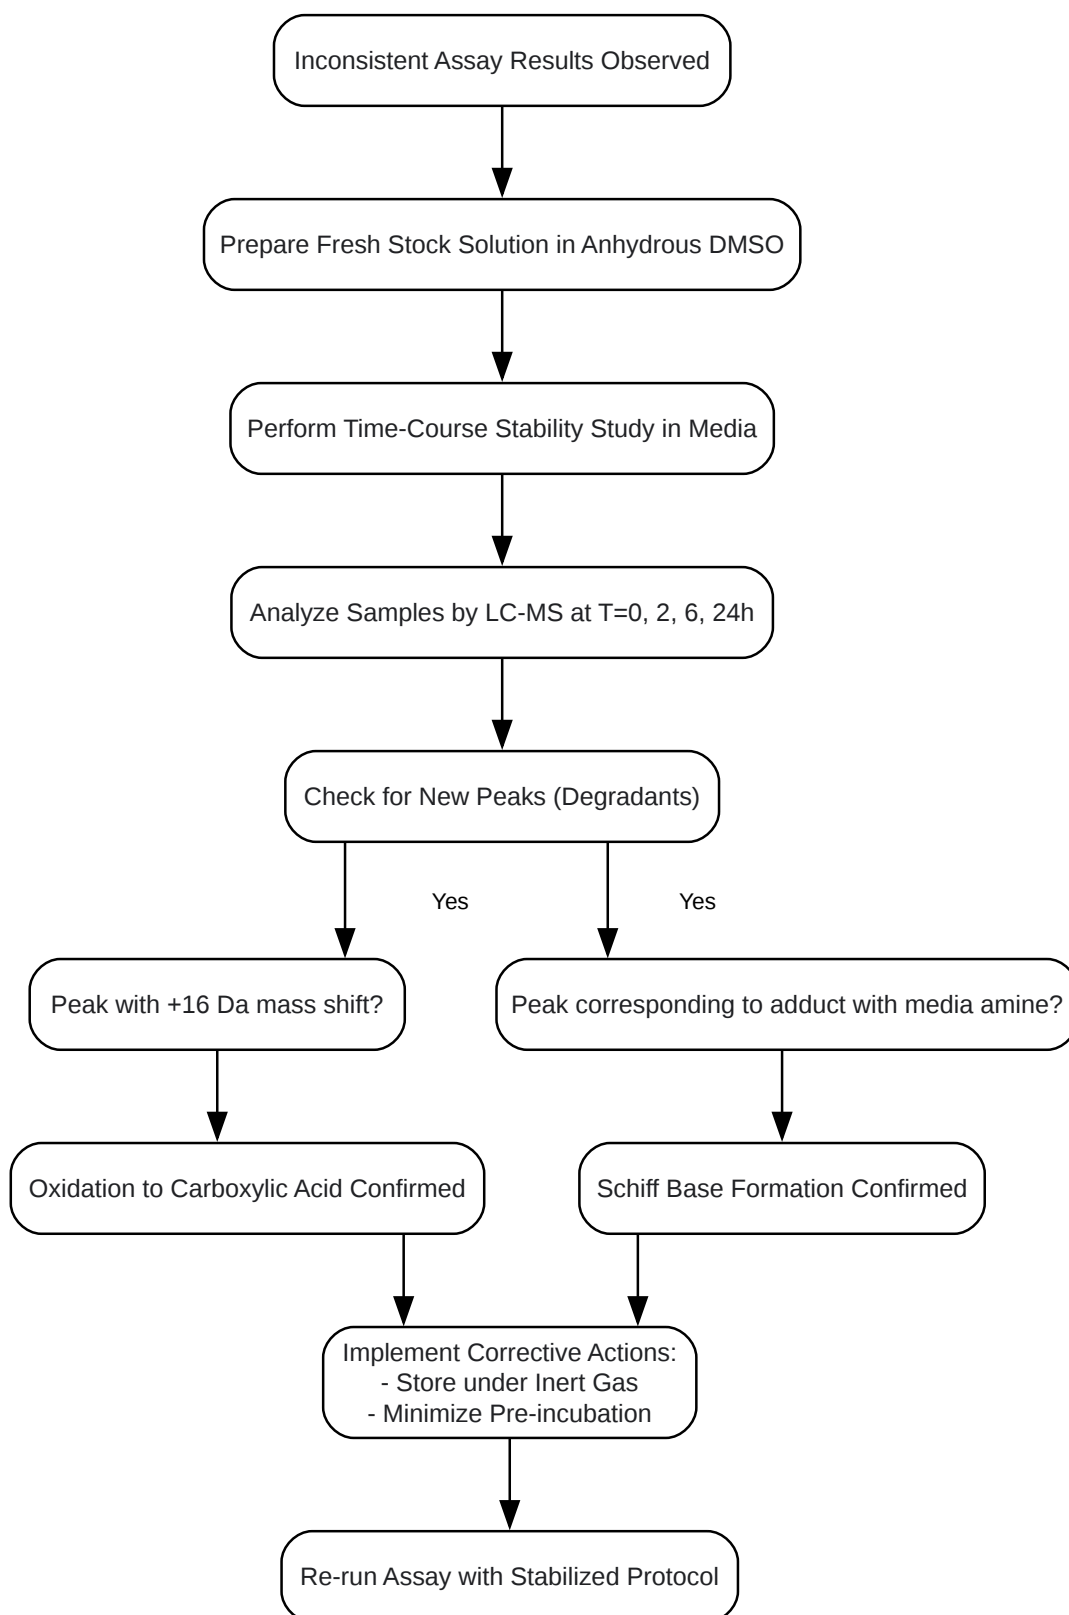 Inconsistent Assay Results Observed
Prepare Fresh Stock Solution in Anhydrous DMSO
Perform Time-Course Stability Study in Media
Analyze Samples by LC-MS at T=0, 2, 6, 24h
Check for New Peaks (Degradants)
Yes
Yes
Peak with +16 Da mass shift?
Peak corresponding to adduct with media amine?
Oxidation to Carboxylic Acid Confirmed
Schiff Base Formation Confirmed
Implement Corrective Actions:
- Store under Inert Gas
- Minimize Pre-incubation
Re-run Assay with Stabilized Protocol